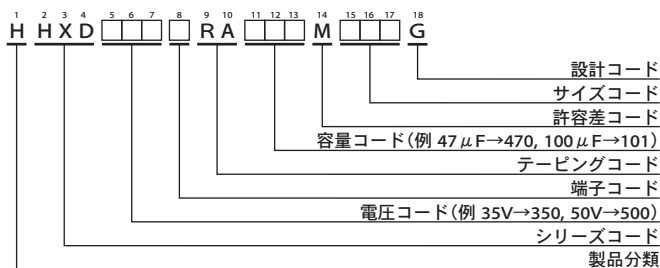 1 2 3 4 5 6 7 8 9 10 11 12 13 14 15 16 17 18
H HXD□□□□RA□□□M□□□G
設計コード
サイズコード
許容差コード
容量コード(例 47μF→470, 100μF→101)
テーピングコード
端子コード
電圧コード(例 35V→350, 50V→500)
シリーズコード
製品分類